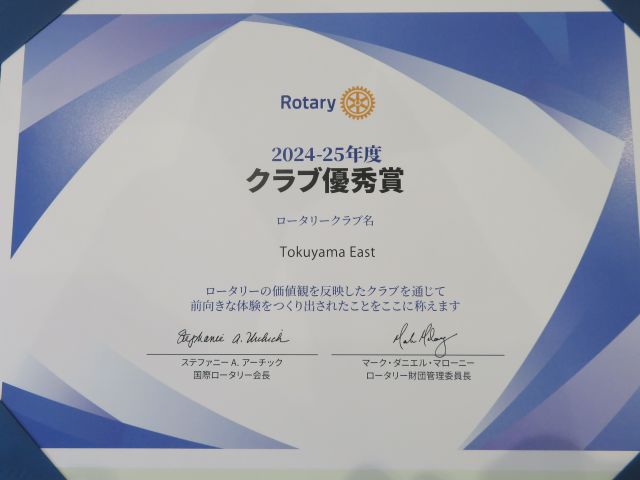 Rotary
2024-25年度
クラブ優秀賞
ロータリークラブ名
Tokuyama East
ロータリーの価値観を反映したクラブを通じて
前向きな体験をつくり出されたことをここに称えます
Stephanie A. Urchick
ステファニー A. アーチック
国際ロータリー会長
マーク・ダニエル・マローニー
ロータリー財団管理委員長